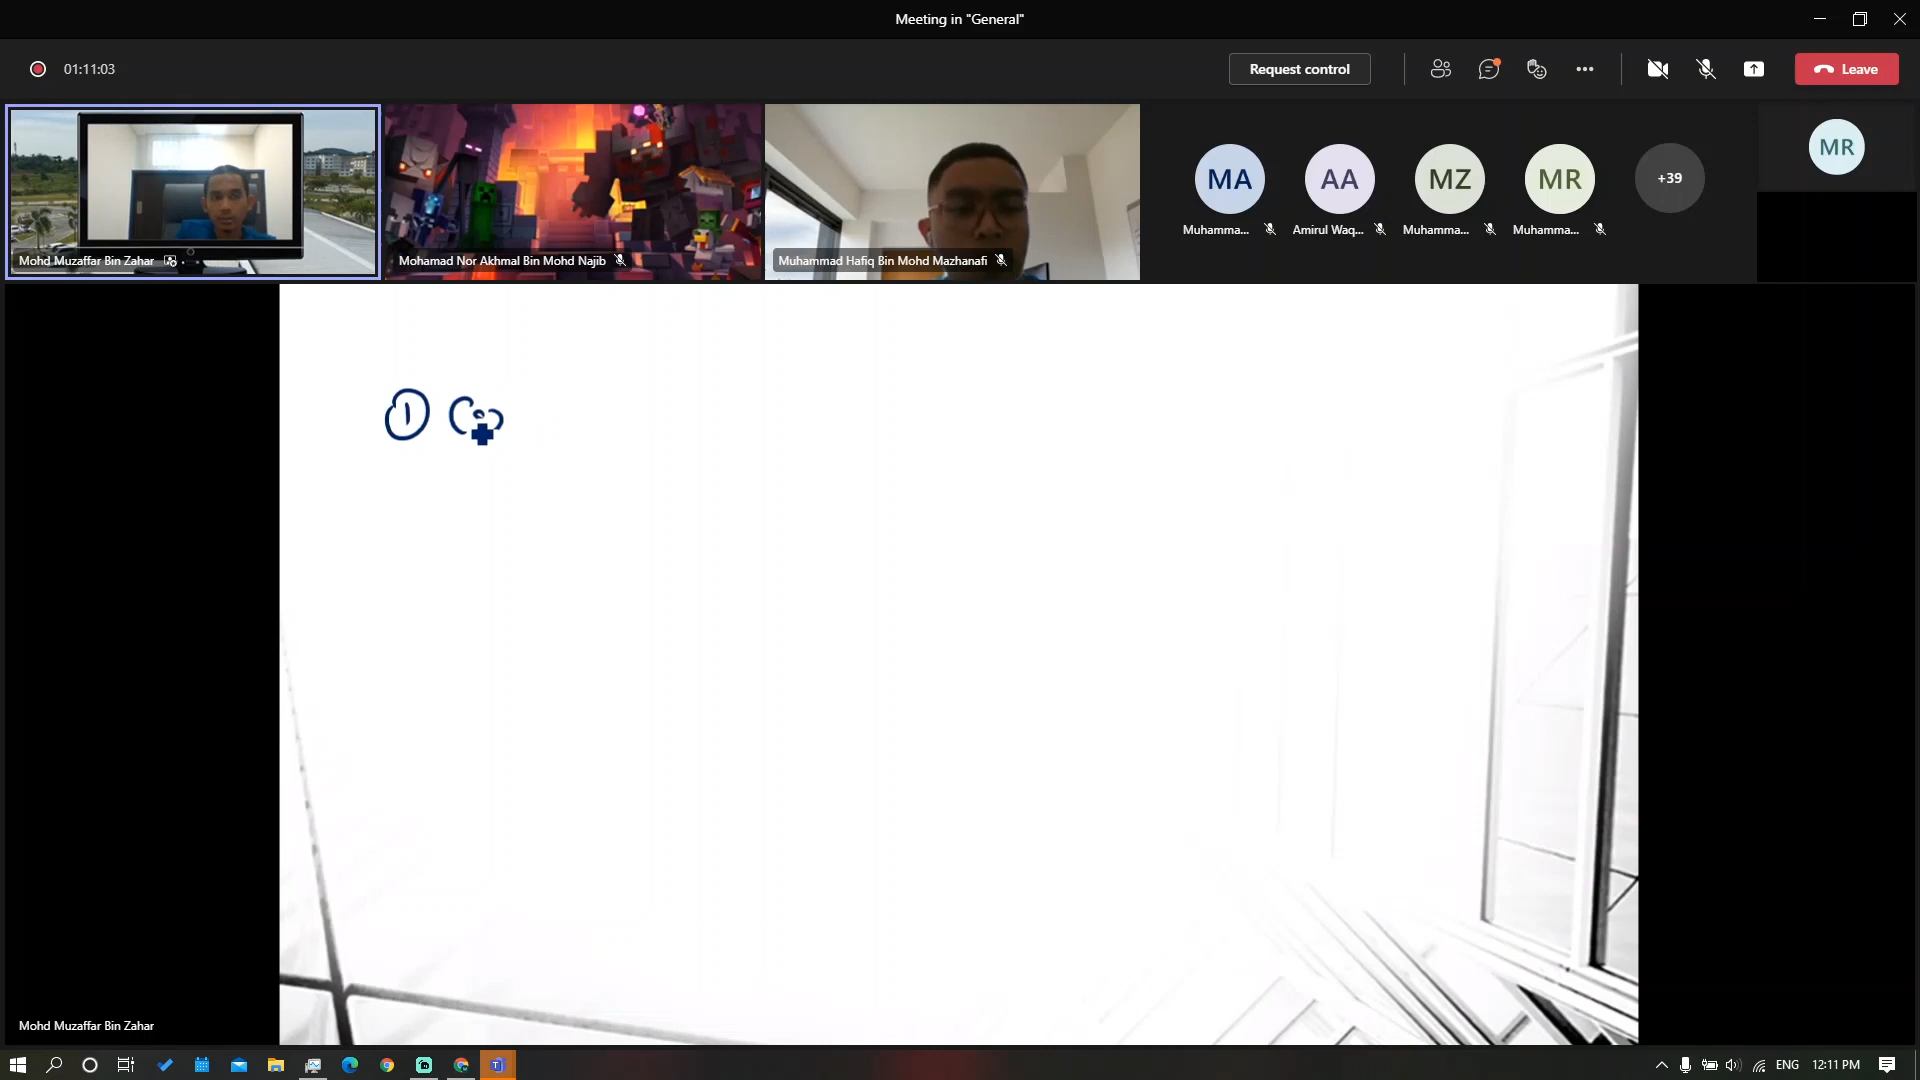 Meeting in "General"
01:11:03
Request control
Leave
Mohd Muzaffar Bin Zahar
Mohamad Nor Akhmal Bin Mohd Najib
Muhammad Hafiq Bin Mohd Mazhanafi
MA
Muhamma...
AA
Amirul Waq...
MZ
Muhamma...
MR
Muhamma...
+39
MR
①
Mohd Muzaffar Bin Zahar
ENG
12:11 PM